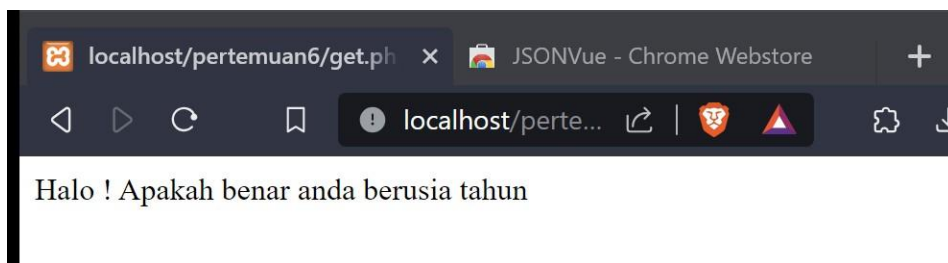 localhost/pertemuan6/get.ph
JSONVue - Chrome Webstore
localhost/perte...
Halo ! Apakah benar anda berusia tahun